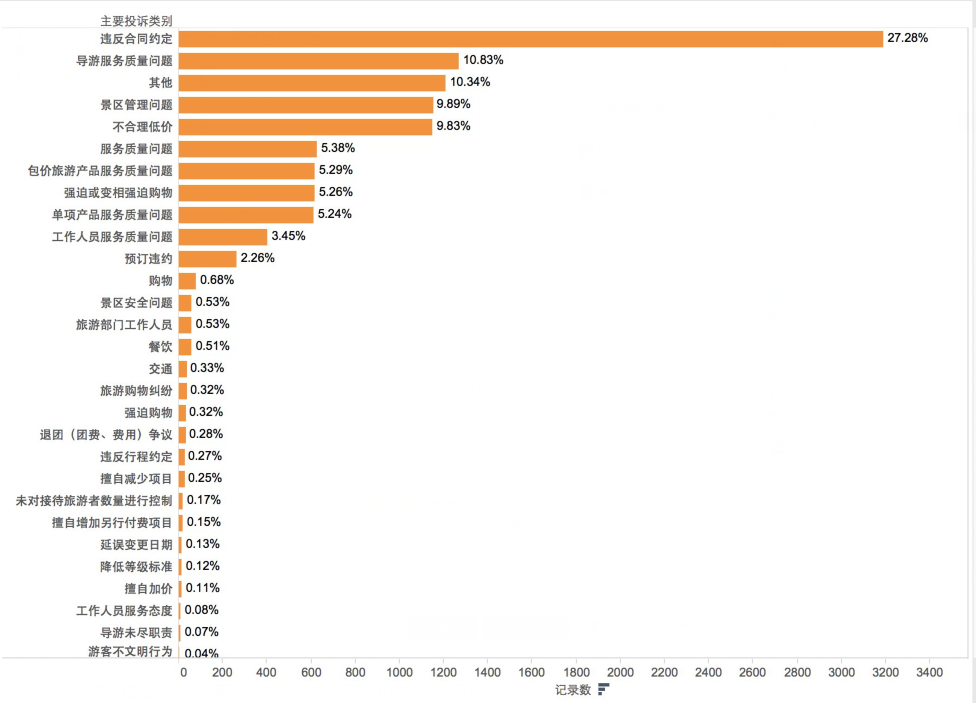 主要投诉类别
违反合同约定 27.28%
导游服务质量问题 10.83%
其他 10.34%
景区管理问题 9.89%
不合理低价 9.83%
服务质量问题 5.38%
包价旅游产品服务质量问题 5.29%
强迫或变相强迫购物 5.26%
单项产品服务质量问题 5.24%
工作人员服务质量问题 3.45%
预订违约 2.26%
购物 0.68%
景区安全问题 0.53%
旅游部门工作人员 0.53%
餐饮 0.51%
交通 0.33%
旅游购物纠纷 0.32%
强迫购物 0.32%
退团（团费、费用）争议 0.28%
违反行程约定 0.27%
擅自减少项目 0.25%
未对接待旅游者数量进行控制 0.17%
擅自增加另行付费项目 0.15%
延误变更日期 0.13%
降低等级标准 0.12%
擅自加价 0.11%
工作人员服务态度 0.08%
导游未尽职责 0.07%
游客不文明行为 0.04%
0 200 400 600 800 1000 1200 1400 1600 1800 2000 2200 2400 2600 2800 3000 3200 3400
记录数